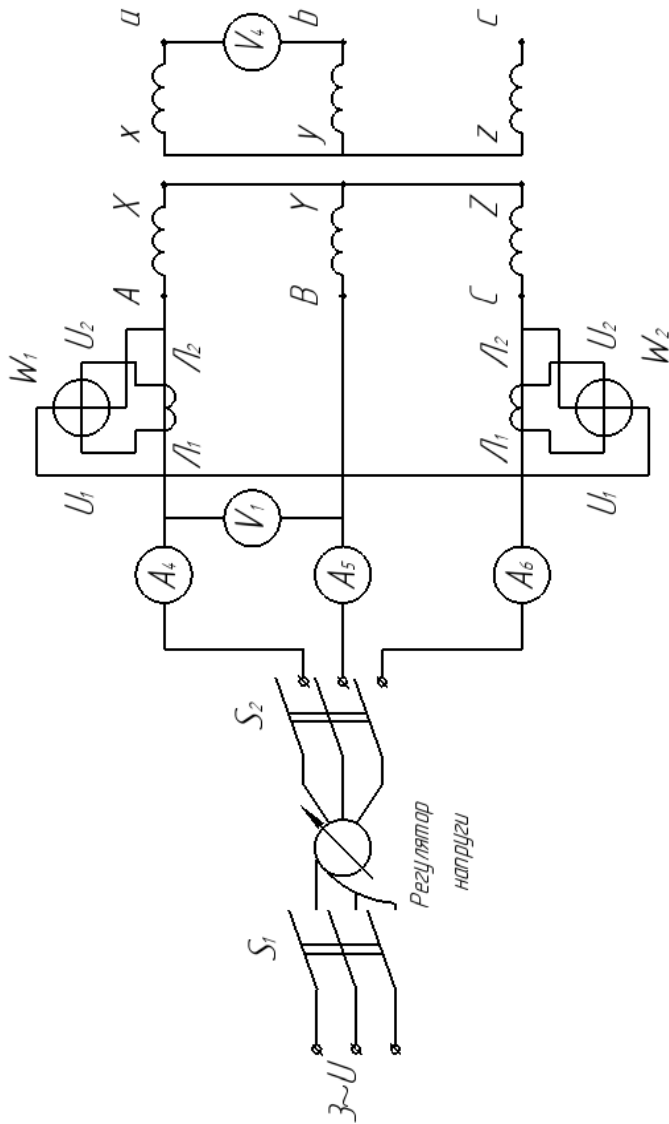 3~U
S₁
Регулятор
напруги
S₂
A₄
A₅
A₆
V₁
U₁
W₁
U₂
Л₁
Л₂
A
X
x
a
V₄
B
Y
y
b
Л₁
Л₂
U₁
U₂
W₂
C
Z
z
c